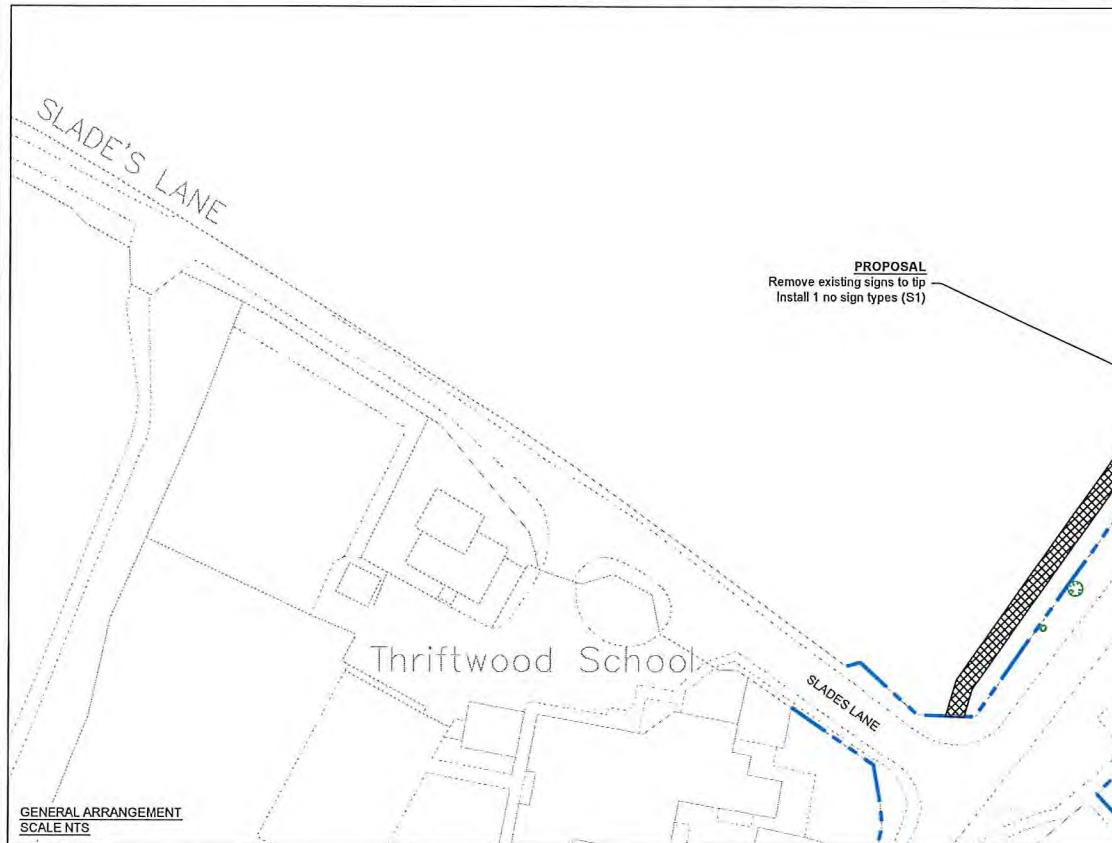 SLADE'S LANE
PROPOSAL
Remove existing signs to tip
Install 1 no sign types (S1)
Thriftwood School
SLADES LANE
GENERAL ARRANGEMENT
SCALE NTS